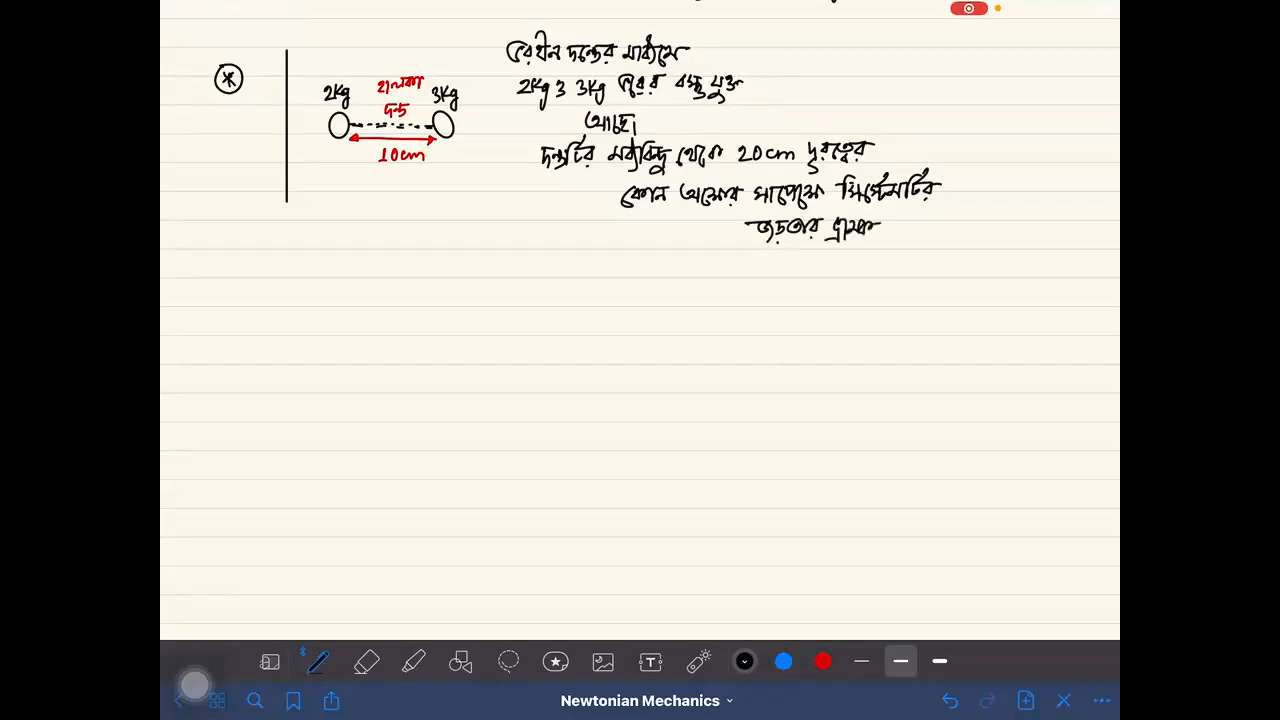 ভরহীন দন্ডের মাধ্যমে
2Kg ও 3Kg ভরের বস্তু যুক্ত
আছে।
দন্ডটির মধ্যবিন্দু থেকে 20cm দূরত্বের
কোন অক্ষের সাপেক্ষে সিস্টেমটির
জড়তার ভ্রামক
2Kg হালকা 3Kg
দন্ড
10cm
Newtonian Mechanics